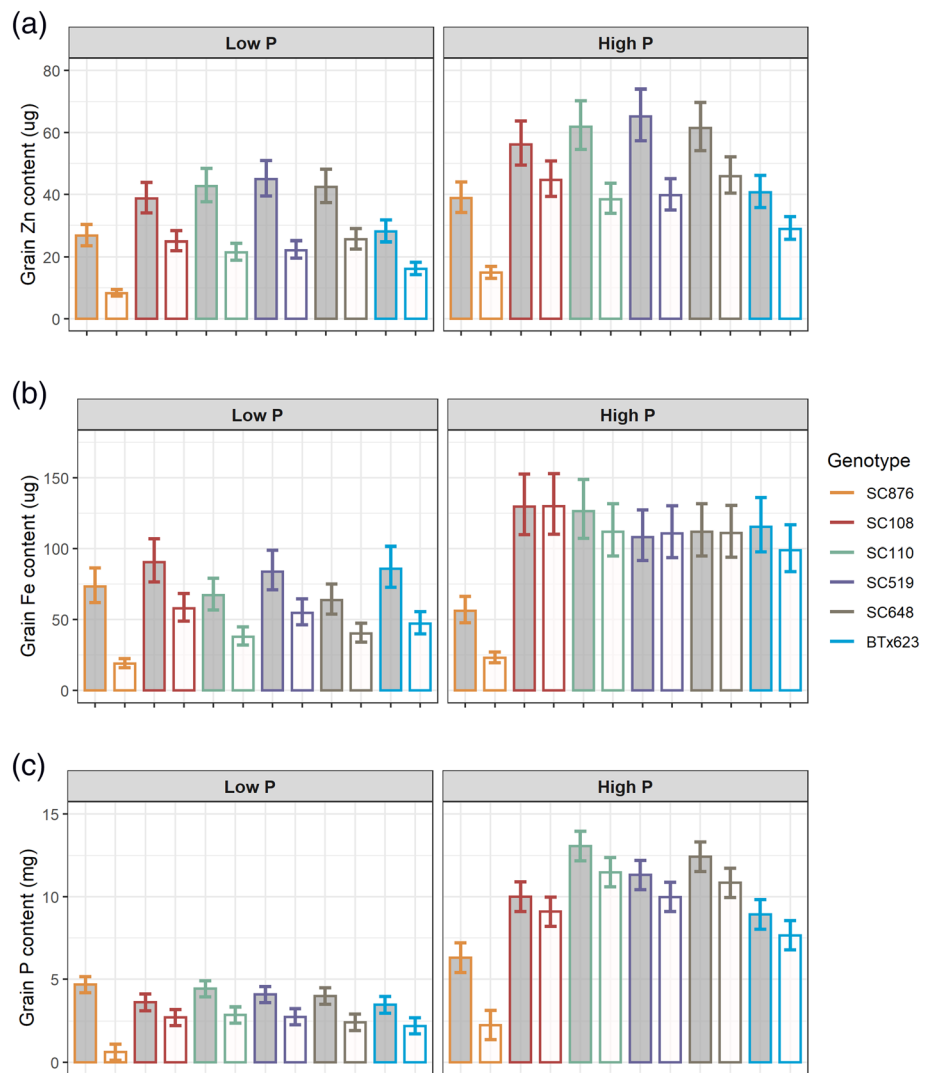 (a)
Low P
High P
Grain Zn content (ug)
80
60
40
20
0
(b)
Low P
High P
Grain Fe content (ug)
150
100
50
0
Genotype
SC876
SC108
SC110
SC519
SC648
BTx623
(c)
Low P
High P
Grain P content (mg)
15
10
5
0